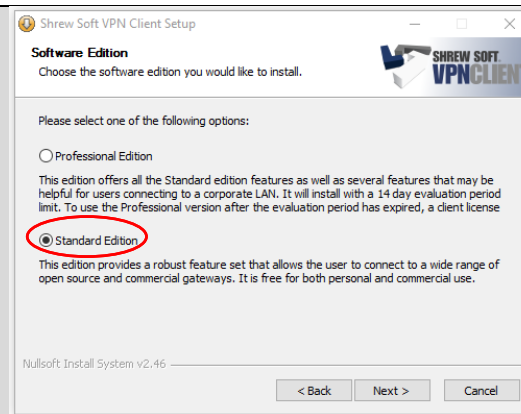 Shrew Soft VPN Client Setup
Software Edition
Choose the software edition you would like to install.
SHREW SOFT
VPNCLIENT
Please select one of the following options:
Professional Edition
This edition offers all the Standard edition features as well as several features that may be
helpful for users connecting to a corporate LAN. It will install with a 14 day evaluation period
limit. To use the Professional version after the evaluation period has expired, a client license
Standard Edition
This edition provides a robust feature set that allows the user to connect to a wide range of
open source and commercial gateways. It is free for both personal and commercial use.
Nullsoft Install System v2.46
< Back Next > Cancel